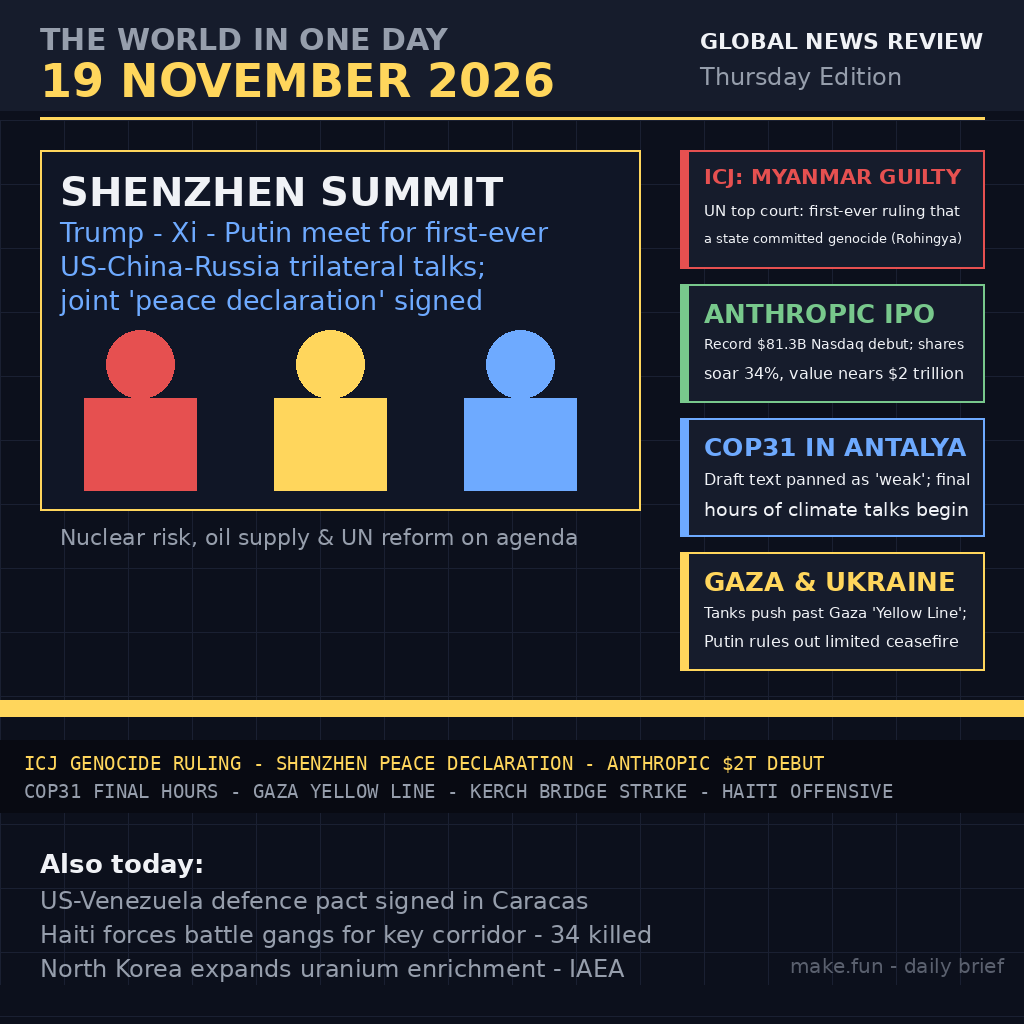 THE WORLD IN ONE DAY
19 NOVEMBER 2026
GLOBAL NEWS REVIEW
Thursday Edition
SHENZHEN SUMMIT
Trump - Xi - Putin meet for first-ever
US-China-Russia trilateral talks;
joint 'peace declaration' signed
Nuclear risk, oil supply & UN reform on agenda
ICJ: MYANMAR GUILTY
UN top court: first-ever ruling that
a state committed genocide (Rohingya)
ANTHROPIC IPO
Record $81.3B Nasdaq debut; shares
soar 34%, value nears $2 trillion
COP31 IN ANTALYA
Draft text panned as 'weak'; final
hours of climate talks begin
GAZA & UKRAINE
Tanks push past Gaza 'Yellow Line';
Putin rules out limited ceasefire
ICJ GENOCIDE RULING - SHENZHEN PEACE DECLARATION - ANTHROPIC $2T DEBUT
COP31 FINAL HOURS - GAZA YELLOW LINE - KERCH BRIDGE STRIKE - HAITI OFFENSIVE
Also today:
US-Venezuela defence pact signed in Caracas
Haiti forces battle gangs for key corridor - 34 killed
North Korea expands uranium enrichment - IAEA
make.fun - daily brief